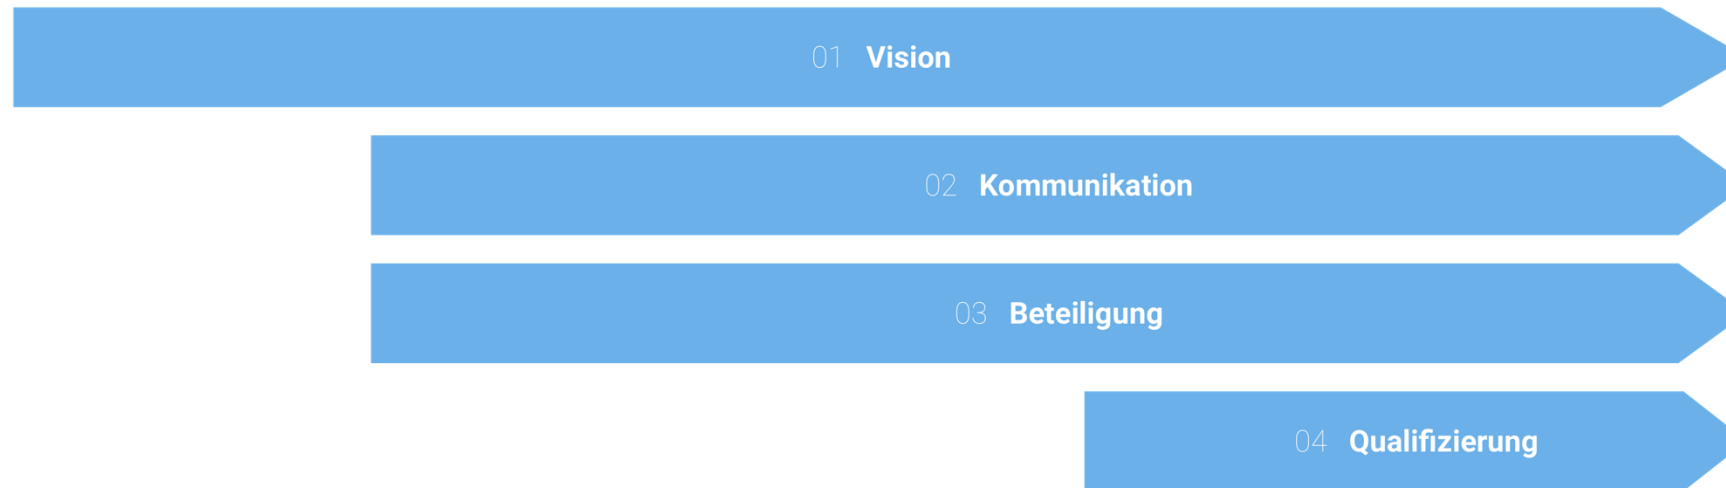 01 Vision
02 Kommunikation
03 Beteiligung
04 Qualifizierung